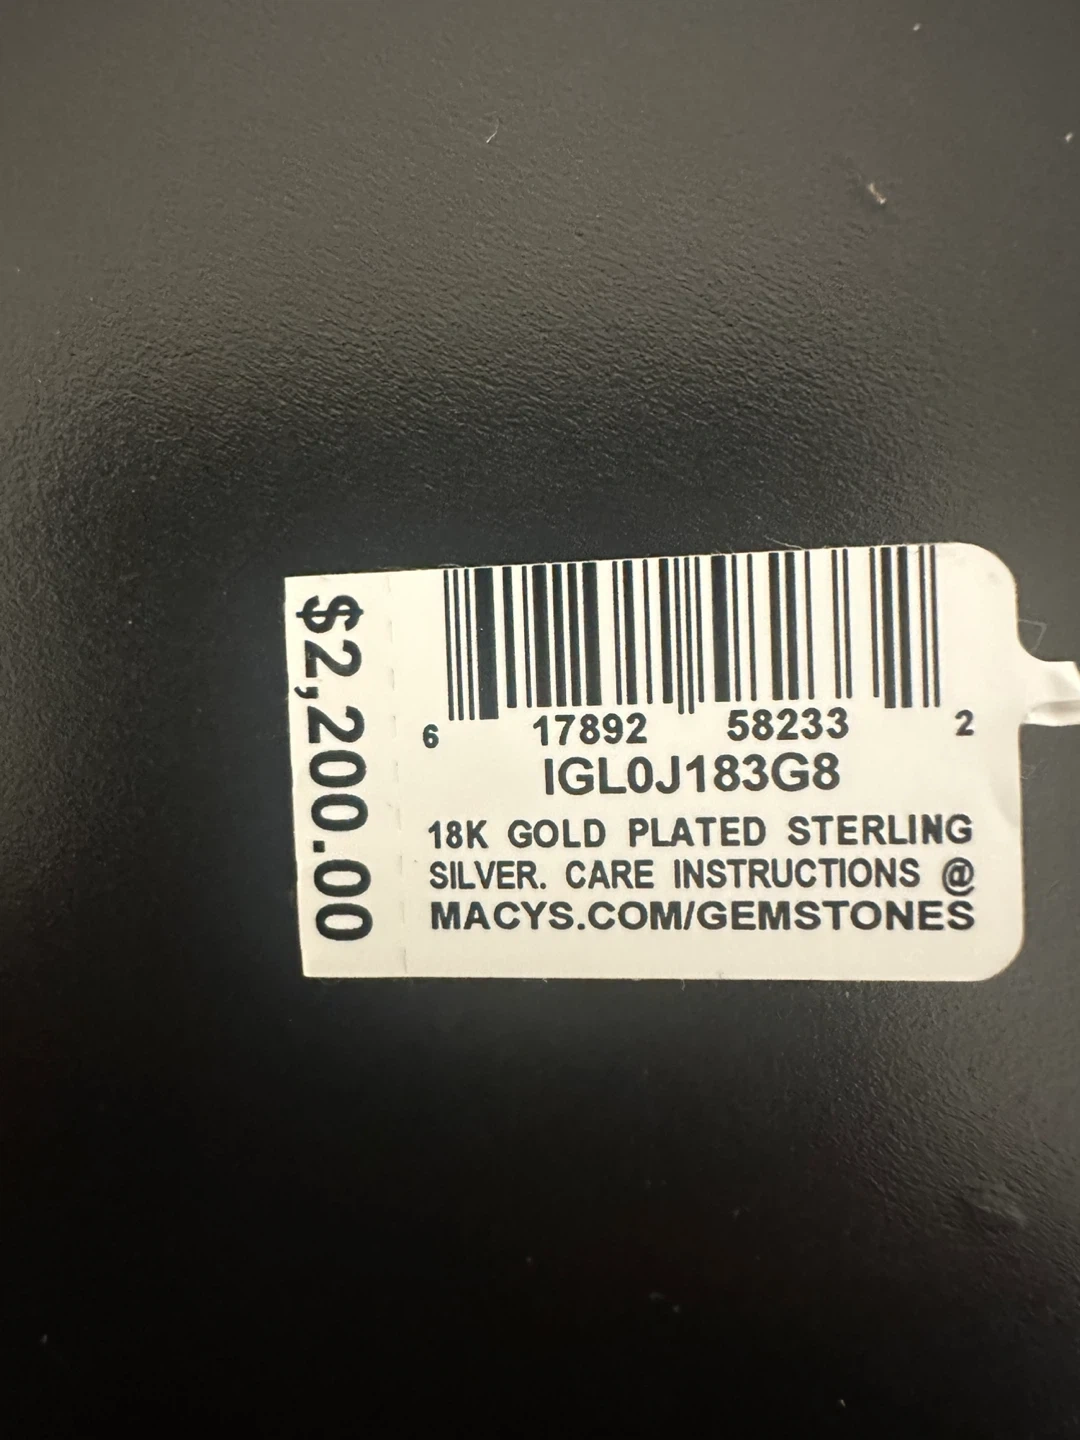 $2,200.00
6 17892 58233 2
IGL0J183G8
18K GOLD PLATED STERLING
SILVER. CARE INSTRUCTIONS @
MACYS.COM/GEMSTONES